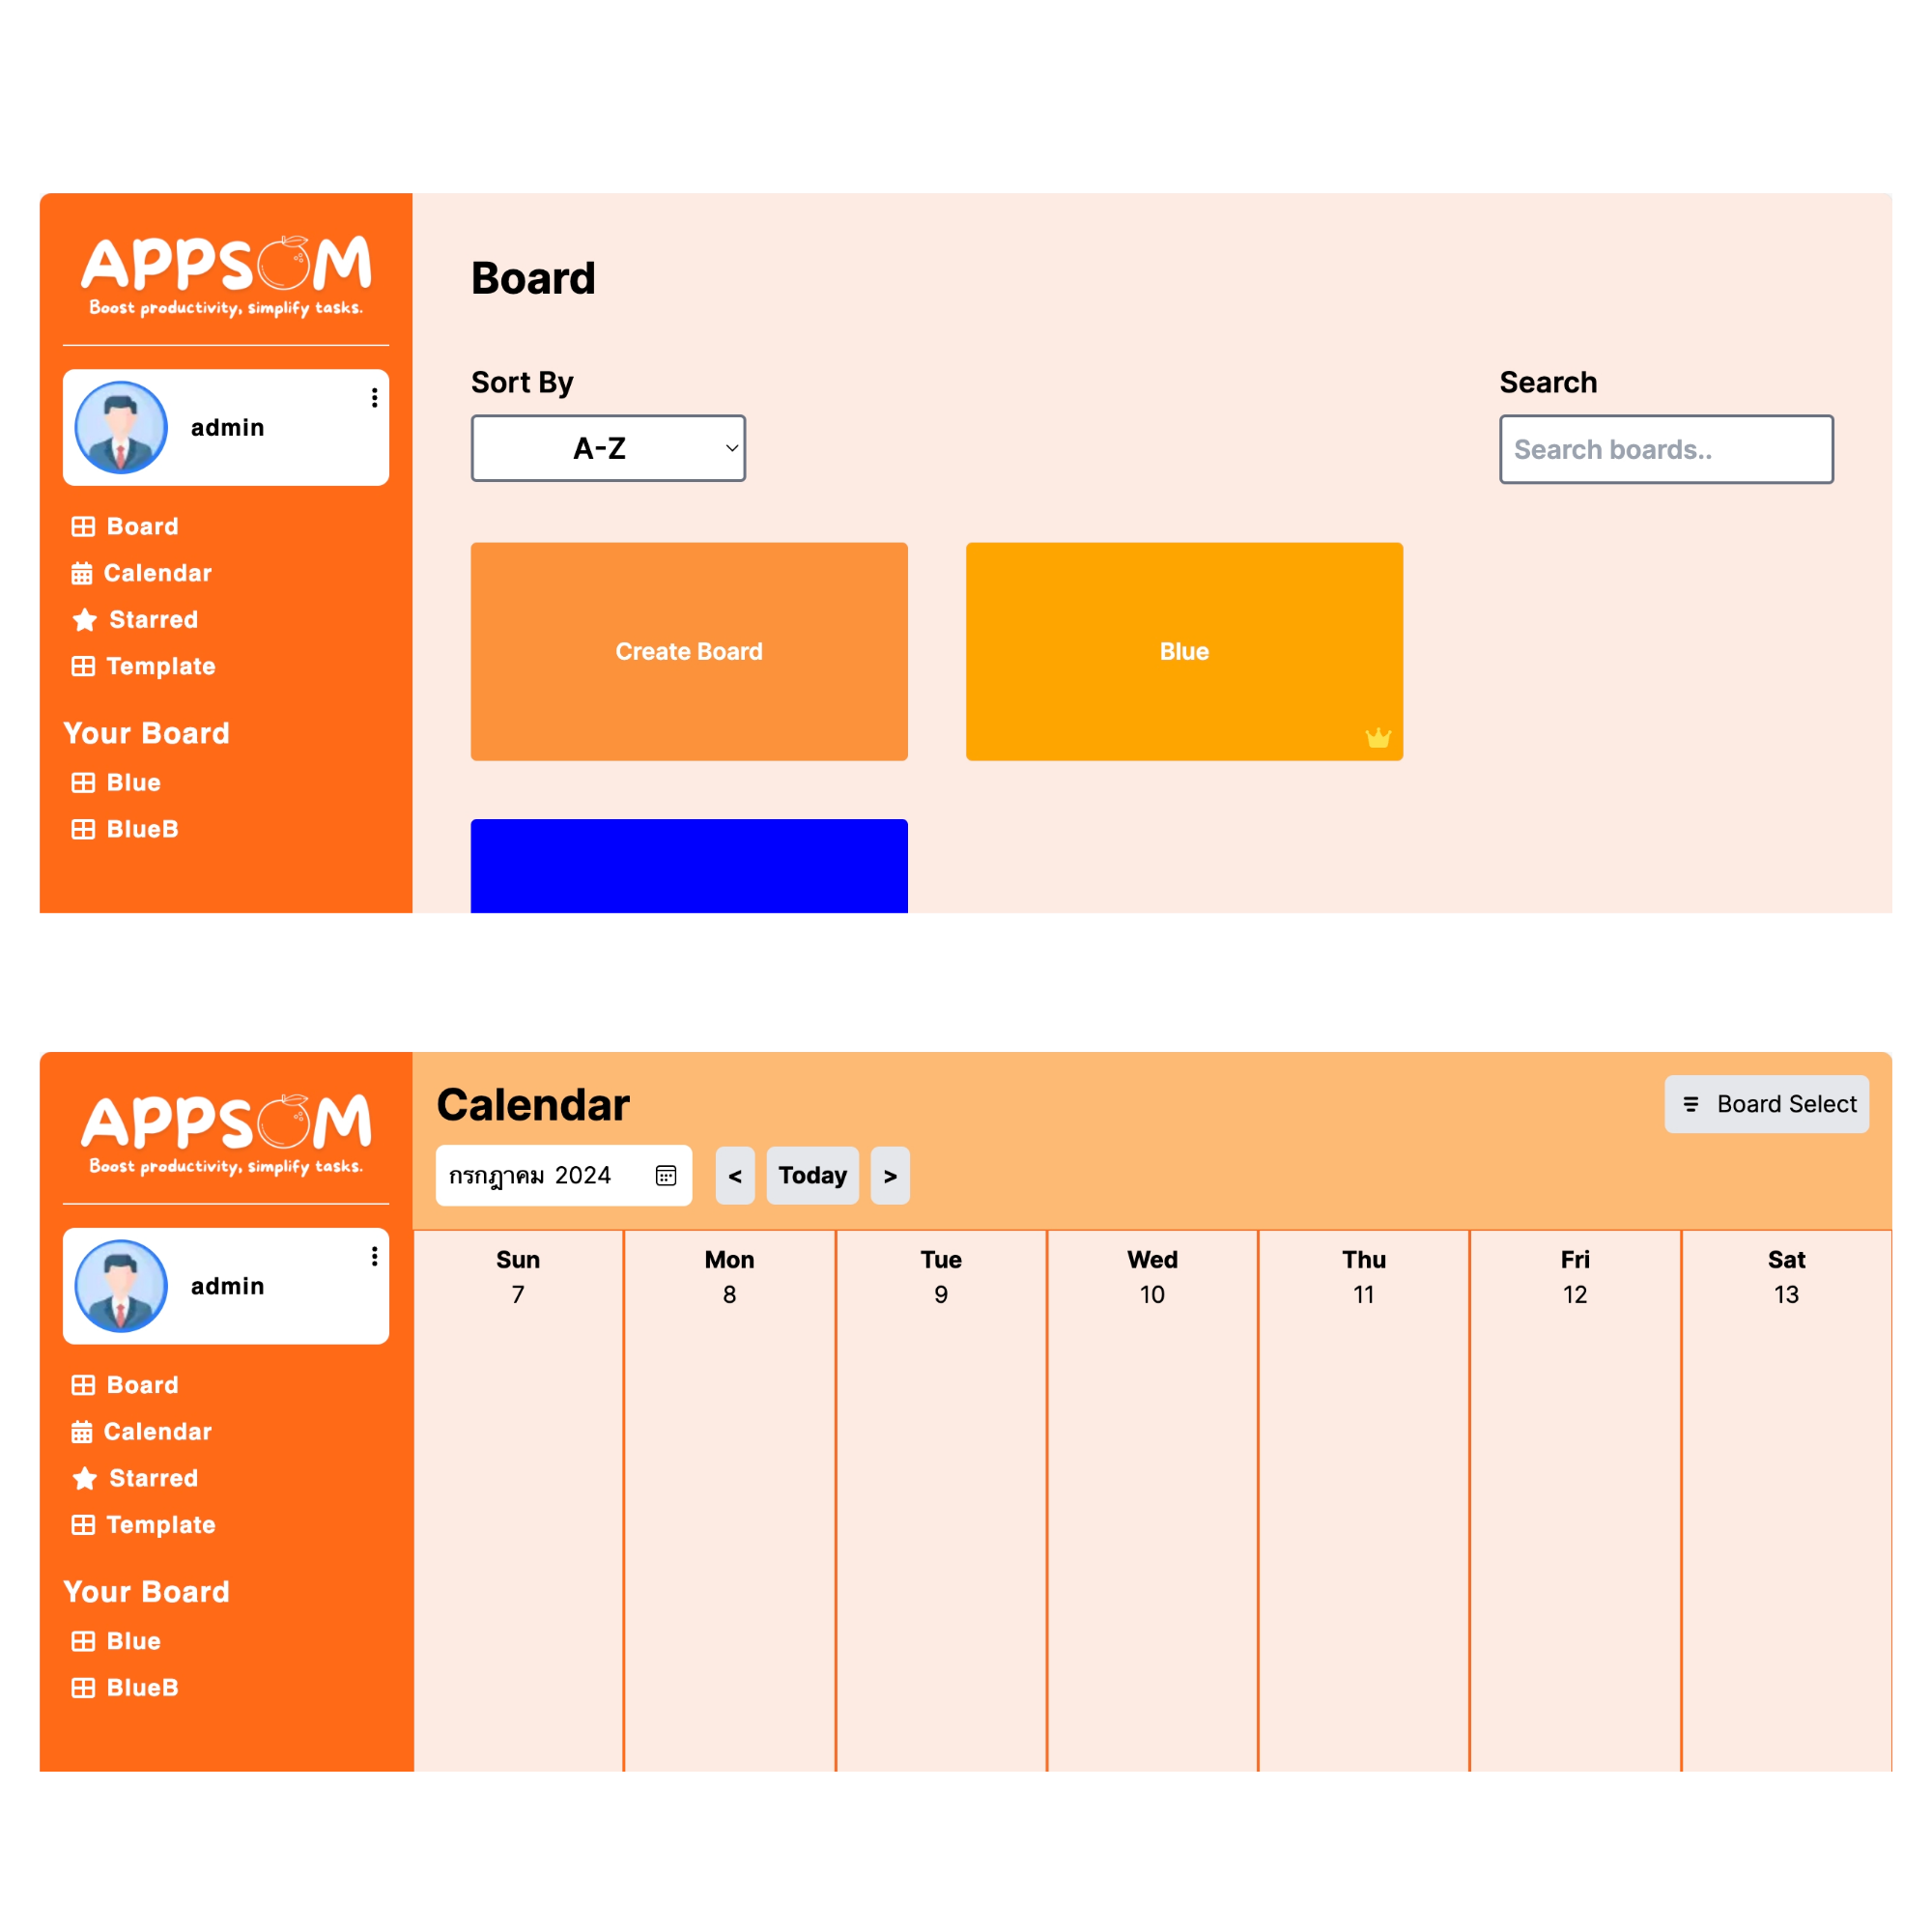 APPSOM
Boost productivity, simplify tasks.
admin
Board
Calendar
Starred
Template
Your Board
Blue
BlueB
Board
Sort By
Search
A-Z
Search boards..
Create Board
Blue
APPSOM
Boost productivity, simplify tasks.
admin
Board
Calendar
Starred
Template
Your Board
Blue
BlueB
Calendar
Board Select
กรกฎาคม 2024
< Today >
Sun Mon Tue Wed Thu Fri Sat
7 8 9 10 11 12 13